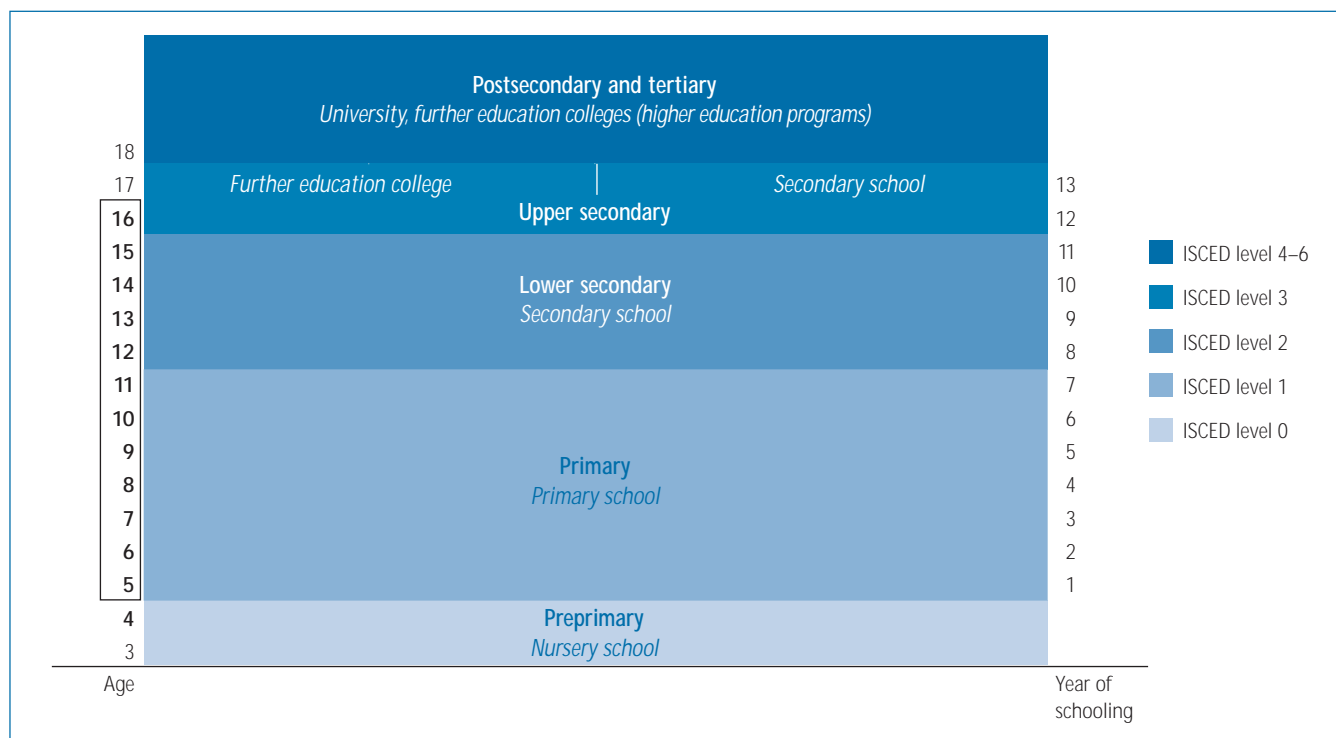 Postsecondary and tertiary
University, further education colleges (higher education programs)
18
17 Further education college Secondary school 13
16 Upper secondary 12
15 11
14 Lower secondary 10
13 Secondary school 9
12 8
11 7
10 6
9 5
8 Primary 4
7 Primary school 3
6 2
5 1
4 Preprimary
3 Nursery school
Age
Year of
schooling
ISCED level 4–6
ISCED level 3
ISCED level 2
ISCED level 1
ISCED level 0